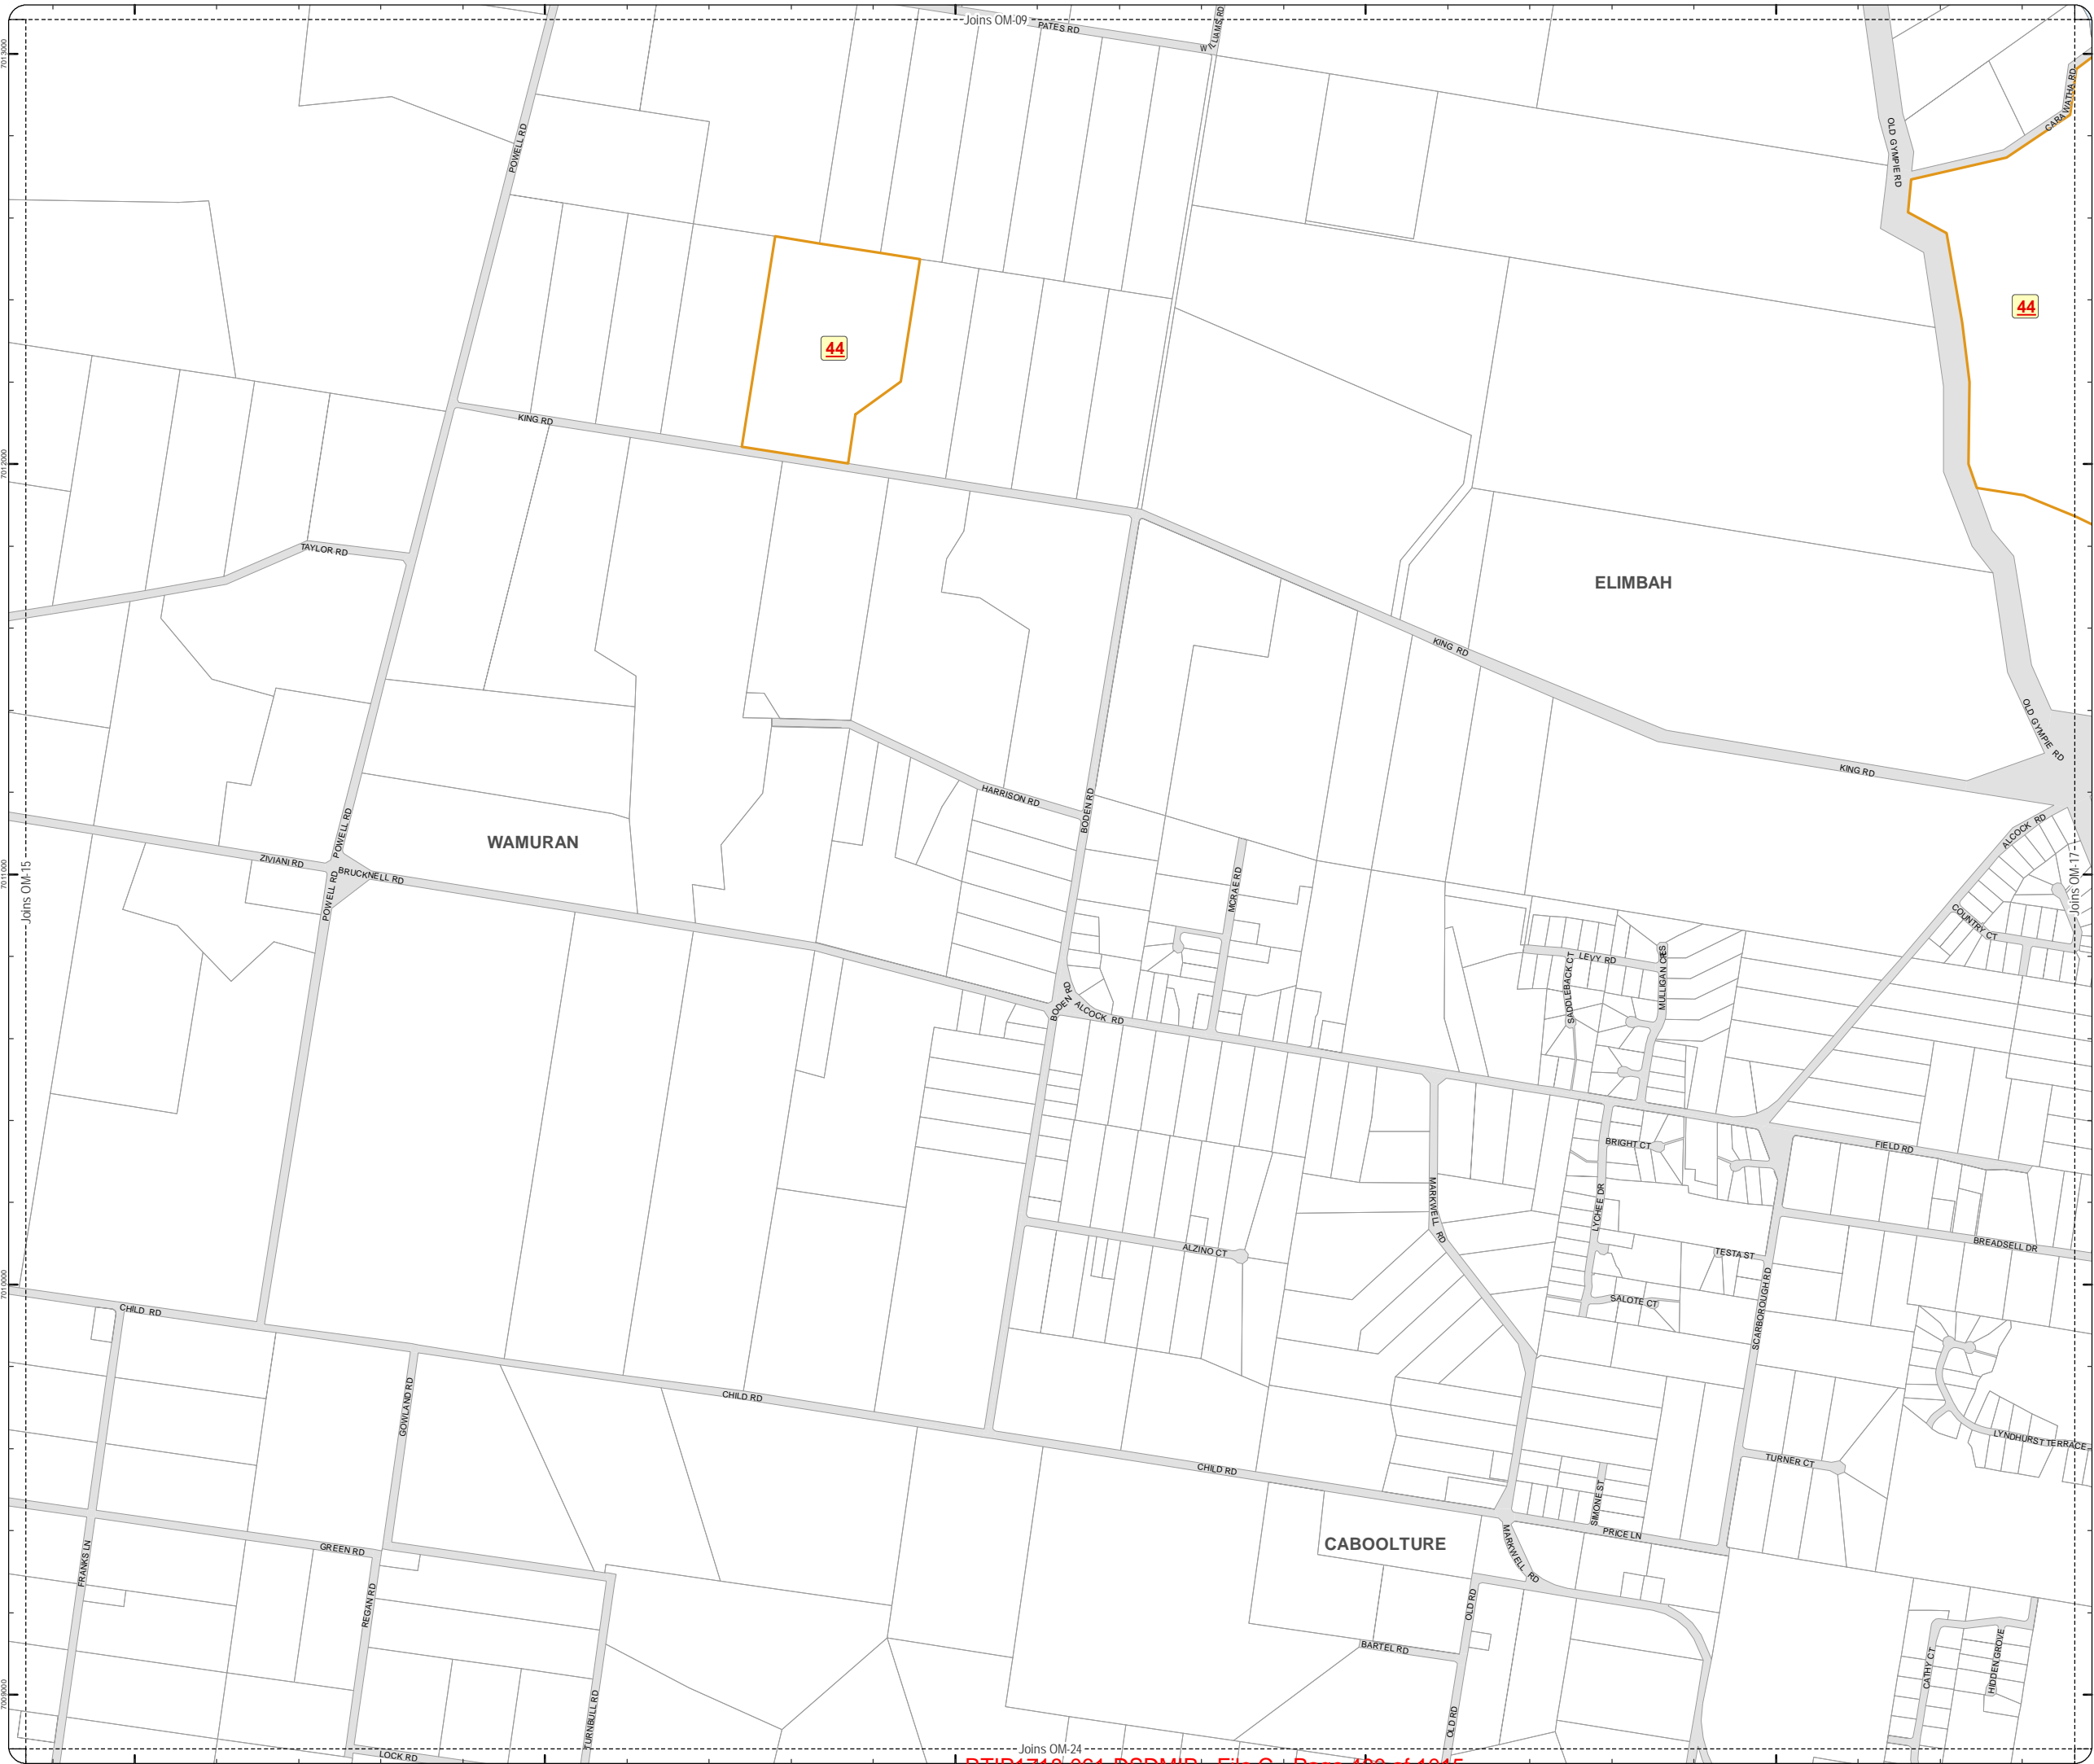 Joins OM-09
PATES RD
WILLIAMS RD
7013000
CARAWATHA RD
POWELL RD
OLD GYMPIE RD
44
44
KING RD
7012000
TAYLOR RD
ELIMBAH
KING RD
OLD GYMPIE RD
KING RD
HARRISON RD
BODEN RD
POWELL RD
WAMURAN
ALCOCK RD
ZIVIANI RD
BRUCKNELL RD
POWELL RD
7011000
Joins OM-15
MCRAE RD
Joins OM-17
COUNTRY CT
LEVY RD
SADDLEBACK CT
MULLIGAN CRES
BODEN RD
ALCOCK RD
BRIGHT CT
FIELD RD
MARKWELL RD
LYCHEE DR
ALZINO CT
TESTA ST
BREADSELL DR
7010000
CHILD RD
SALOTE CT
SCARBOROUGH RD
GOWLAND RD
CHILD RD
LYNDHURST TERRACE
CHILD RD
TURNER CT
SIMONE ST
PRICE LN
CABOOLTURE
MARKWELL RD
FRANKS LN
GREEN RD
REGAN RD
OLD RD
BARTEL RD
CATHY CT
HIDDEN GROVE
7009000
TURNBULL RD
OLD RD
LOCK RD
Joins OM-24